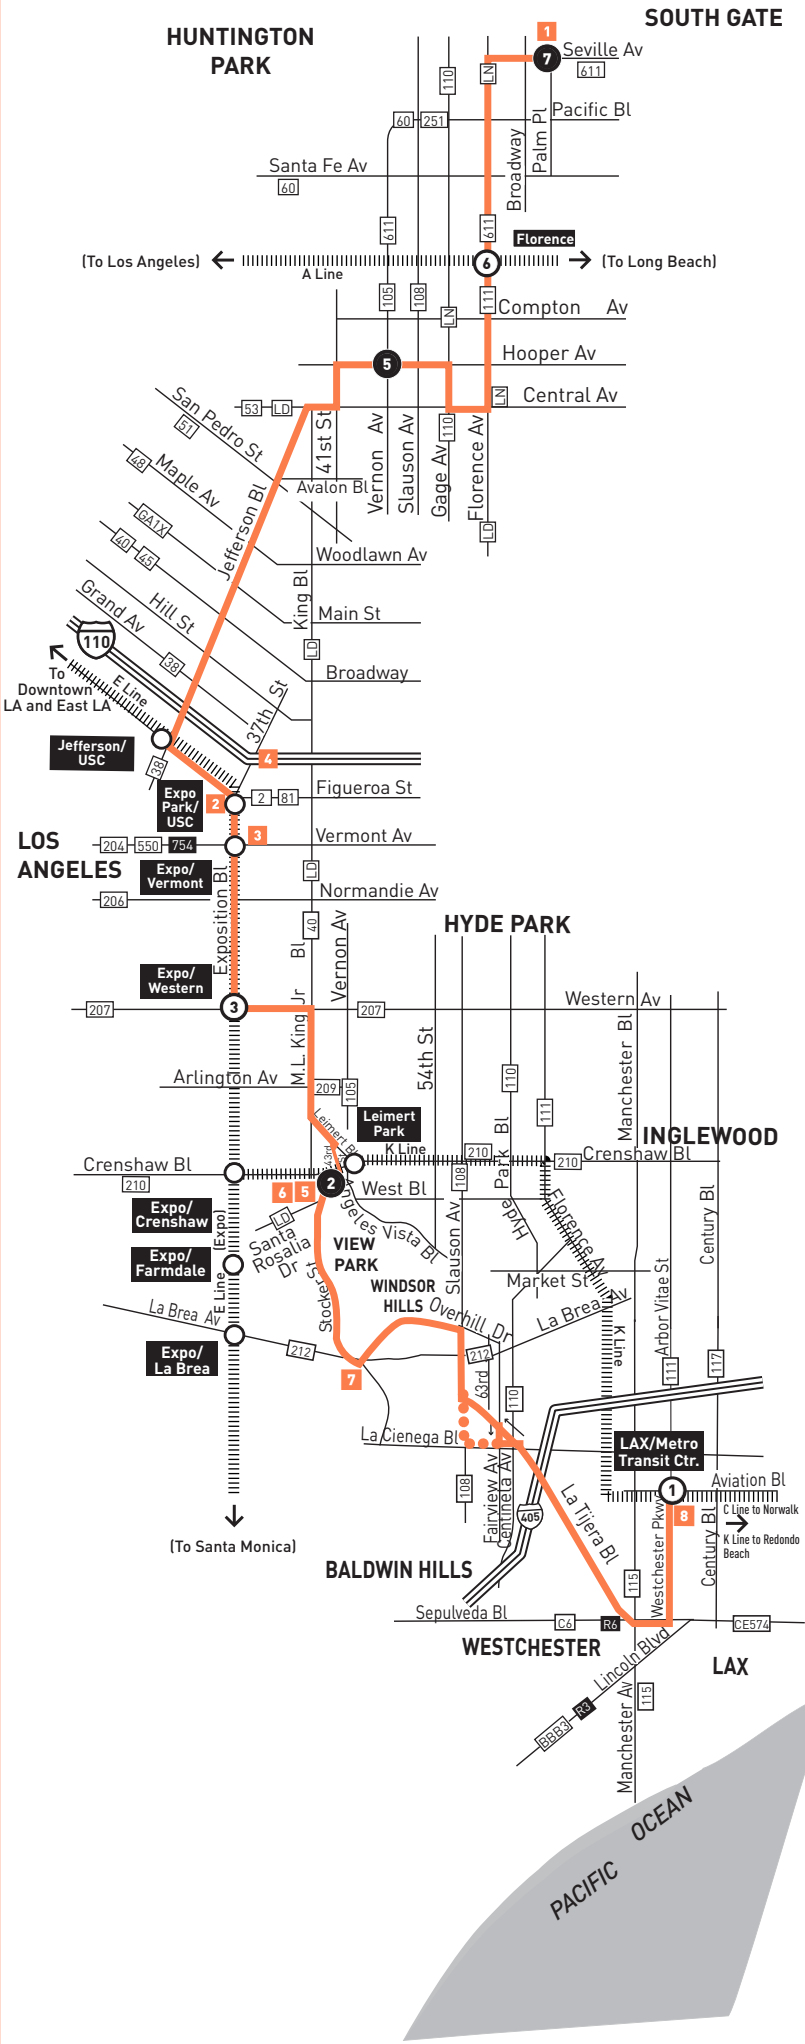 SOUTH GATE
HUNTINGTON
PARK
1
7
Seville Av
611
LN
110
Pacific Bl
60
251
Broadway
Palm Pl
Santa Fe Av
60
611
611
Florence
(To Los Angeles)
6
(To Long Beach)
A Line
105
108
111
LN
Compton Av
5
Hooper Av
LN
Central Av
53
LD
San Pedro St
51
41st St
Vernon Av
Slauson Av
110
Gage Av
Florence Av
LD
48
Maple Av
Avalon Bl
Jefferson Bl
GA1X
40
45
Woodlawn Av
King Bl
Main St
Hill St
Grand Av
LD
Broadway
110
38
To
Downtown
LA and East LA
E Line
37th St
Jefferson/
USC
38
4
Expo
Park/
USC
2
2
81
Figueroa St
LOS
ANGELES
3
204
550
754
Vermont Av
Expo/
Vermont
LD
206
Normandie Av
Exposition Bl
40
Vernon Av
HYDE PARK
Expo/
Western
Bl
207
3
207
Western Av
M.L. King Jr
54th St
Manchester Bl
Arlington Av
209
105
110
111
Leimert Bl
Leimert
Park
K Line
210
Park Bl
INGLEWOOD
Crenshaw Bl
210
43rd
210
Crenshaw Bl
108
6
5
2
West Bl
Expo/
Crenshaw
(Expo)
LD
Angeles
Vista Bl
Hyde
Florence Av
Century Bl
Santa
Rosalia
Dr
VIEW
PARK
Slauson Av
Expo/
Farmdale
WINDSOR
HILLS
Market St
Arbor Vitae St
E Line
La Brea Av
Stocker St
Overhill Dr
La Brea Av
Expo/
La Brea
212
212
K Line
111
117
7
63rd
110
La Cienega Bl
LAX/Metro
Transit Ctr.
108
Fairview Av
Centinela Av
La Tijera Bl
1
Aviation Bl
405
8
C Line to Norwalk
K Line to Redondo
Beach
(To Santa Monica)
Westchester Pkwy
Century Bl
BALDWIN HILLS
115
Sepulveda Bl
C6
R6
CE574
WESTCHESTER
Lincoln Blvd
LAX
R3
BBB3
Manchester Av
115
PACIFIC OCEAN